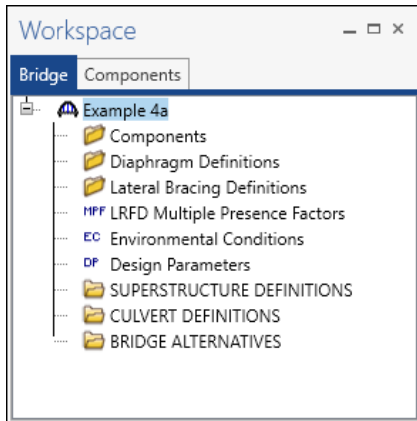 Workspace
Bridge Components
Example 4a
Components
Diaphragm Definitions
Lateral Bracing Definitions
MPF LRFD Multiple Presence Factors
EC Environmental Conditions
DP Design Parameters
SUPERSTRUCTURE DEFINITIONS
CULVERT DEFINITIONS
BRIDGE ALTERNATIVES